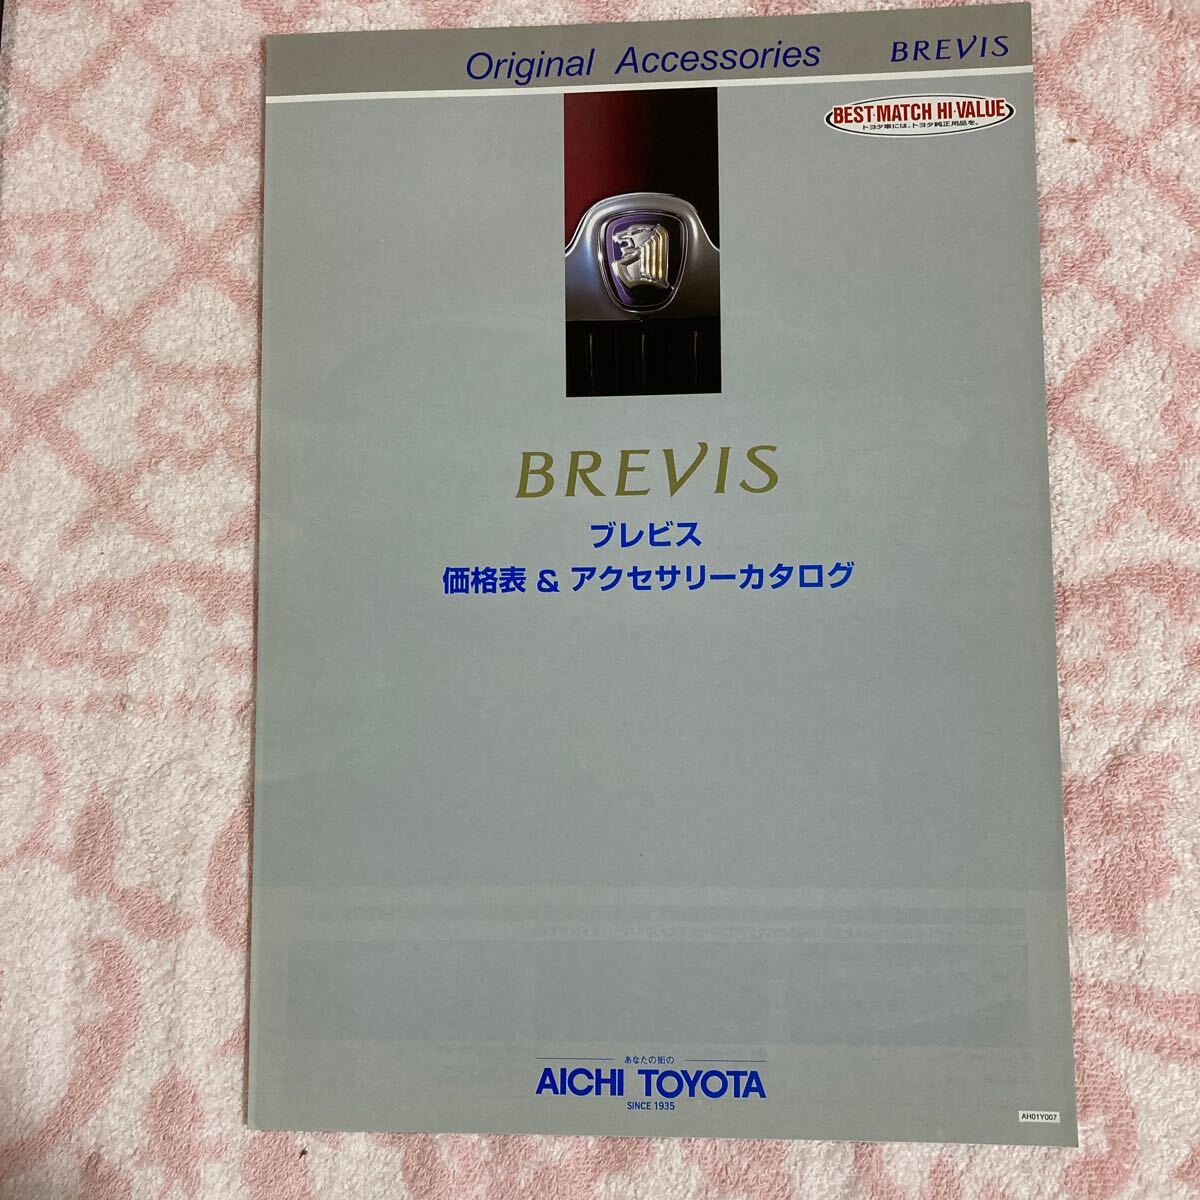 Original Accessories BREVIS
BEST·MATCH HI·VALUE
トヨタ車には、トヨタ純正用品を。
BREVIS
ブレビス
価格表 & アクセサリーカタログ
あなたの街の
AICHI TOYOTA
SINCE 1935
AH01Y007